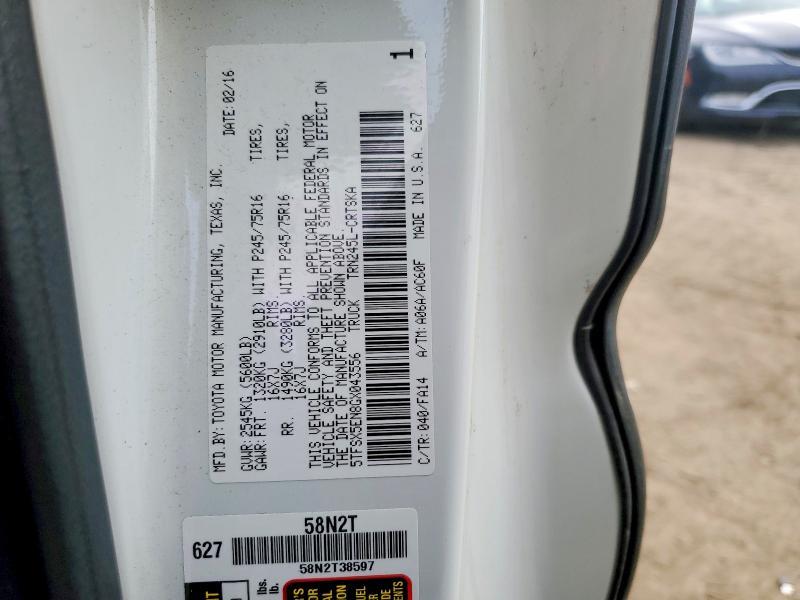 MFD.BY: TOYOTA MOTOR MANUFACTURING, TEXAS, INC. DATE: 02/16
GVWR: 2545KG (5600LB)
GAWR: FRT. 1320KG (2910LB) WITH P245/75R16 TIRES,
16X7J RIMS.
RR. 1490KG (3280LB) WITH P245/75R16 TIRES,
16X7J RIMS.
THIS VEHICLE CONFORMS TO ALL APPLICABLE FEDERAL MOTOR
VEHICLE SAFETY AND THEFT PREVENTION STANDARDS IN EFFECT ON
THE DATE OF MANUFACTURE SHOWN ABOVE.
5TFSX5EN8GX043556 TRUCK TRN245L-CRTSKA
C/TR: 040/FA14 A/TM: A06A/AC60F MADE IN U.S.A. 627
1
58N2T
627
58N2T38597
lbs.
lb.